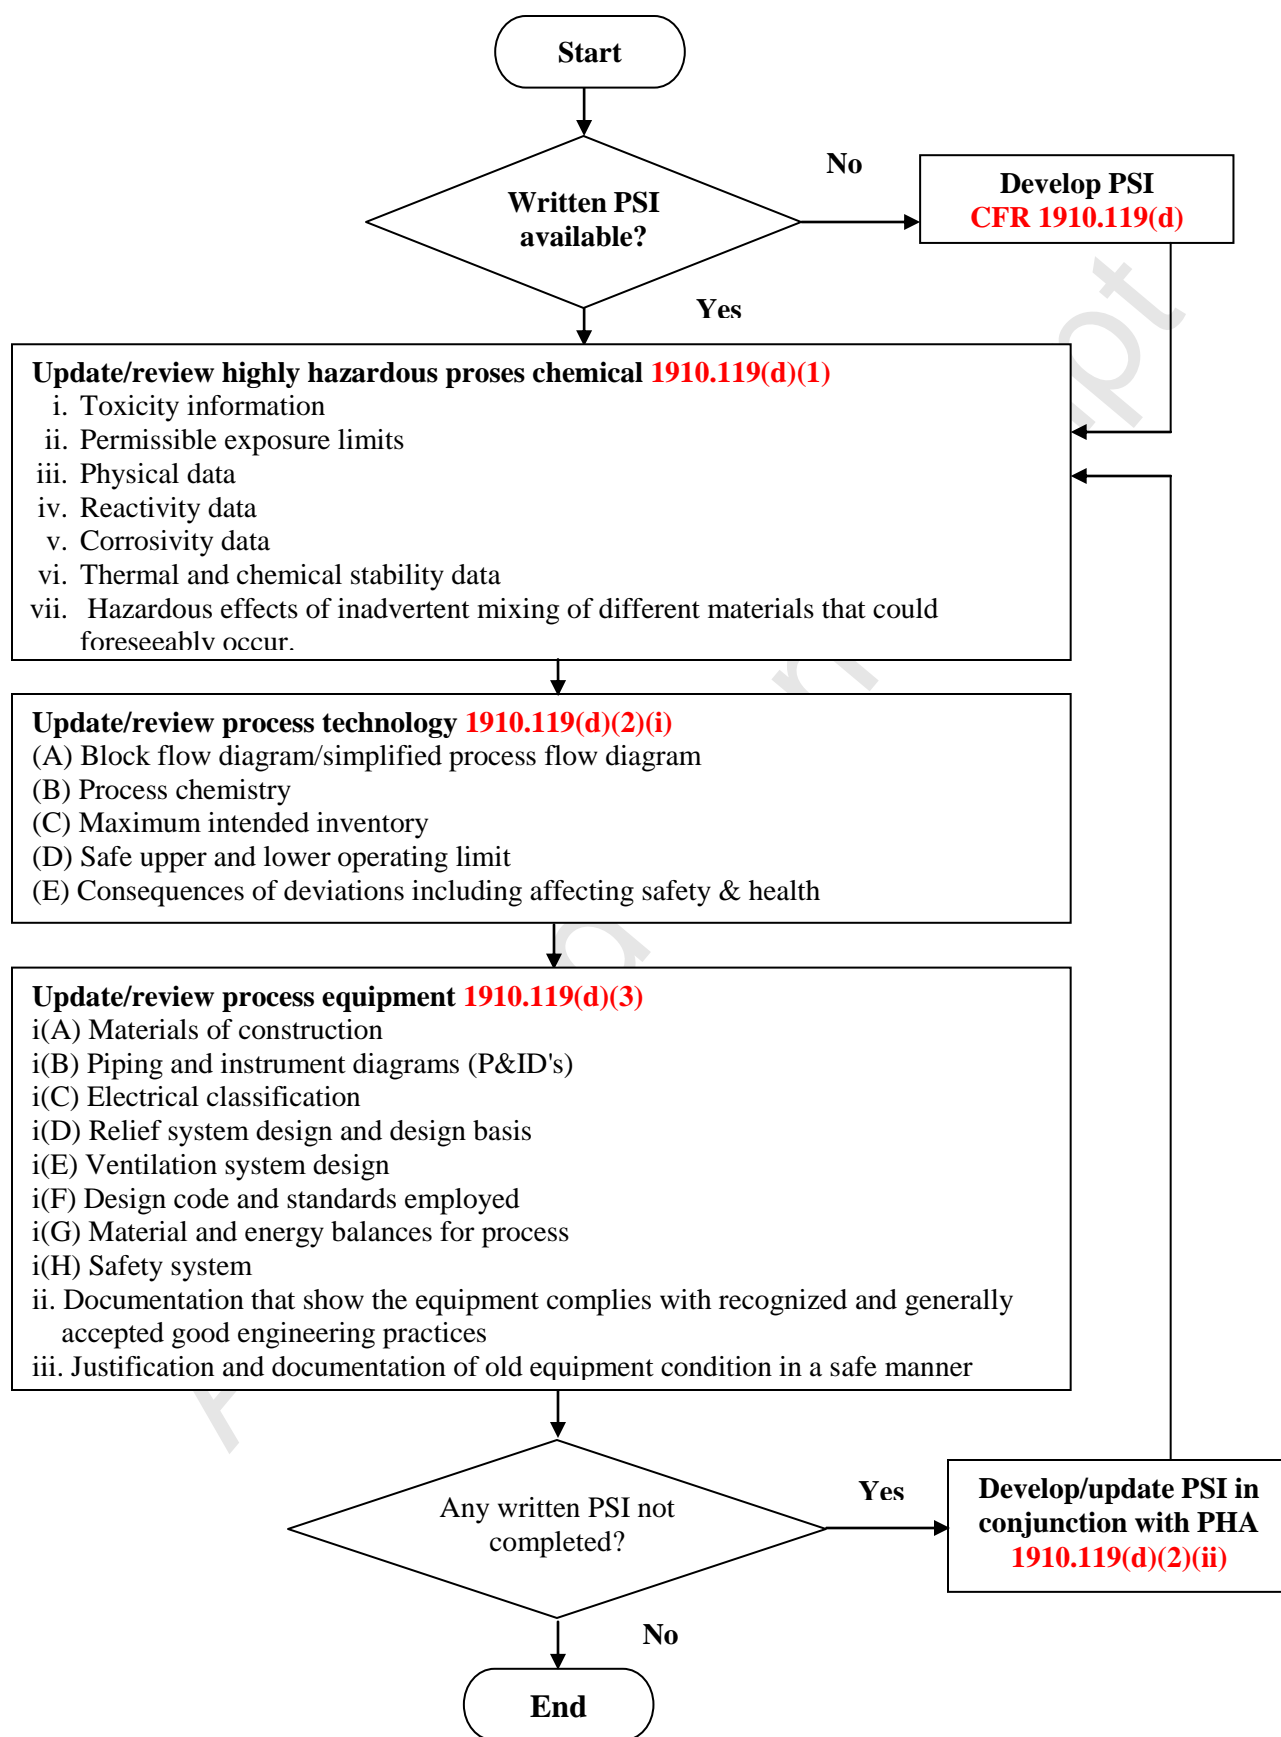 Start
No
Written PSI
available?
Develop PSI
CFR 1910.119(d)
Yes
Update/review highly hazardous proses chemical 1910.119(d)(1)
i. Toxicity information
ii. Permissible exposure limits
iii. Physical data
iv. Reactivity data
v. Corrosivity data
vi. Thermal and chemical stability data
vii. Hazardous effects of inadvertent mixing of different materials that could
foreseeably occur.
Update/review process technology 1910.119(d)(2)(i)
(A) Block flow diagram/simplified process flow diagram
(B) Process chemistry
(C) Maximum intended inventory
(D) Safe upper and lower operating limit
(E) Consequences of deviations including affecting safety & health
Update/review process equipment 1910.119(d)(3)
i(A) Materials of construction
i(B) Piping and instrument diagrams (P&ID's)
i(C) Electrical classification
i(D) Relief system design and design basis
i(E) Ventilation system design
i(F) Design code and standards employed
i(G) Material and energy balances for process
i(H) Safety system
ii. Documentation that show the equipment complies with recognized and generally
accepted good engineering practices
iii. Justification and documentation of old equipment condition in a safe manner
Any written PSI not
completed?
Yes
Develop/update PSI in
conjunction with PHA
1910.119(d)(2)(ii)
No
End